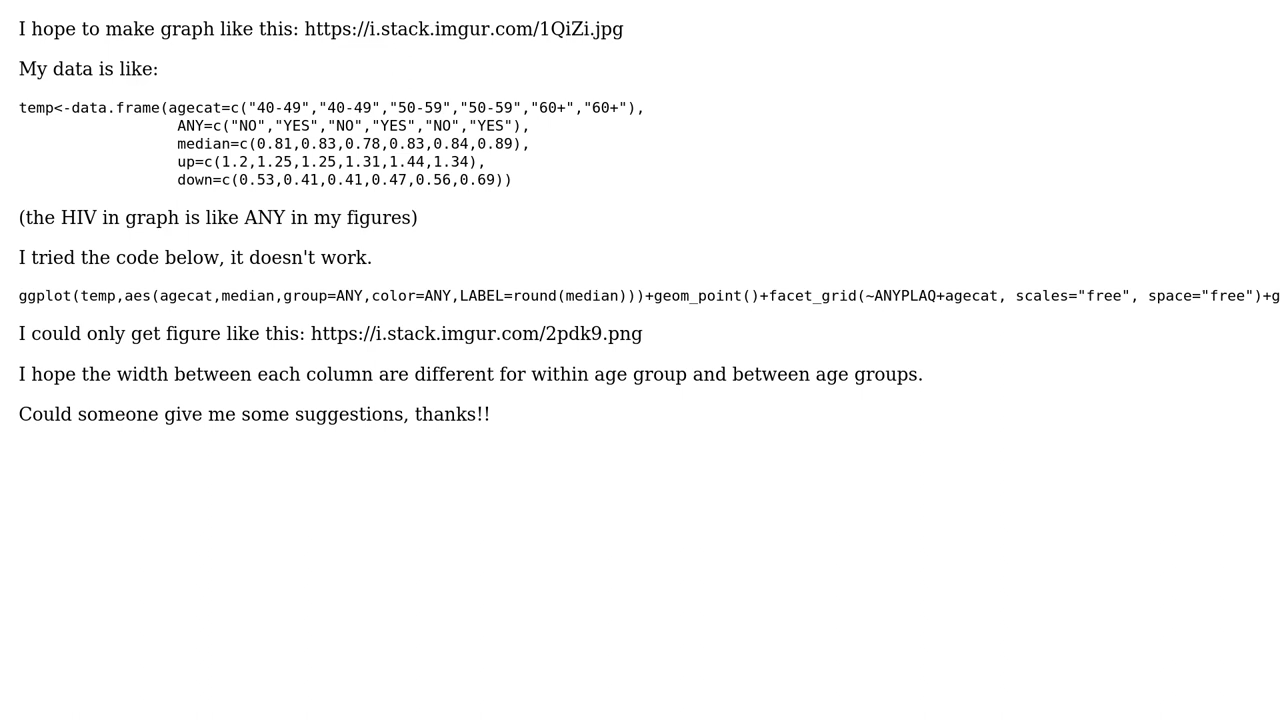 I hope to make graph like this: https://i.stack.imgur.com/1QiZi.jpg
My data is like:
temp<-data.frame(agecat=c("40-49","40-49","50-59","50-59","60+","60+"),
ANY=c("NO","YES","NO","YES","NO","YES"),
median=c(0.81,0.83,0.78,0.83,0.84,0.89),
up=c(1.2,1.25,1.25,1.31,1.44,1.34),
down=c(0.53,0.41,0.41,0.47,0.56,0.69))
(the HIV in graph is like ANY in my figures)
I tried the code below, it doesn't work.
ggplot(temp,aes(agecat,median,group=ANY,color=ANY,LABEL=round(median)))+geom_point()+facet_grid(~ANYPLAQ+agecat, scales="free", space="free")+g
I could only get figure like this: https://i.stack.imgur.com/2pdk9.png
I hope the width between each column are different for within age group and between age groups.
Could someone give me some suggestions, thanks!!